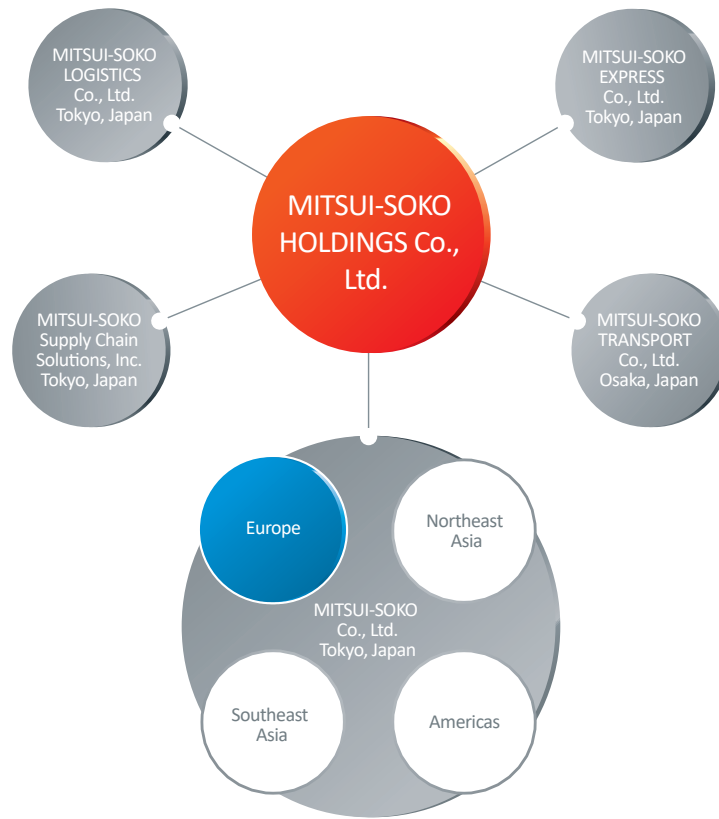 MITSUI-SOKO
LOGISTICS
Co., Ltd.
Tokyo, Japan
MITSUI-SOKO
EXPRESS
Co., Ltd.
Tokyo, Japan
MITSUI-SOKO
HOLDINGS Co.,
Ltd.
MITSUI-SOKO
Supply Chain
Solutions, Inc.
Tokyo, Japan
MITSUI-SOKO
TRANSPORT
Co., Ltd.
Osaka, Japan
Europe
Northeast
Asia
MITSUI-SOKO
Co., Ltd.
Tokyo, Japan
Southeast
Asia
Americas